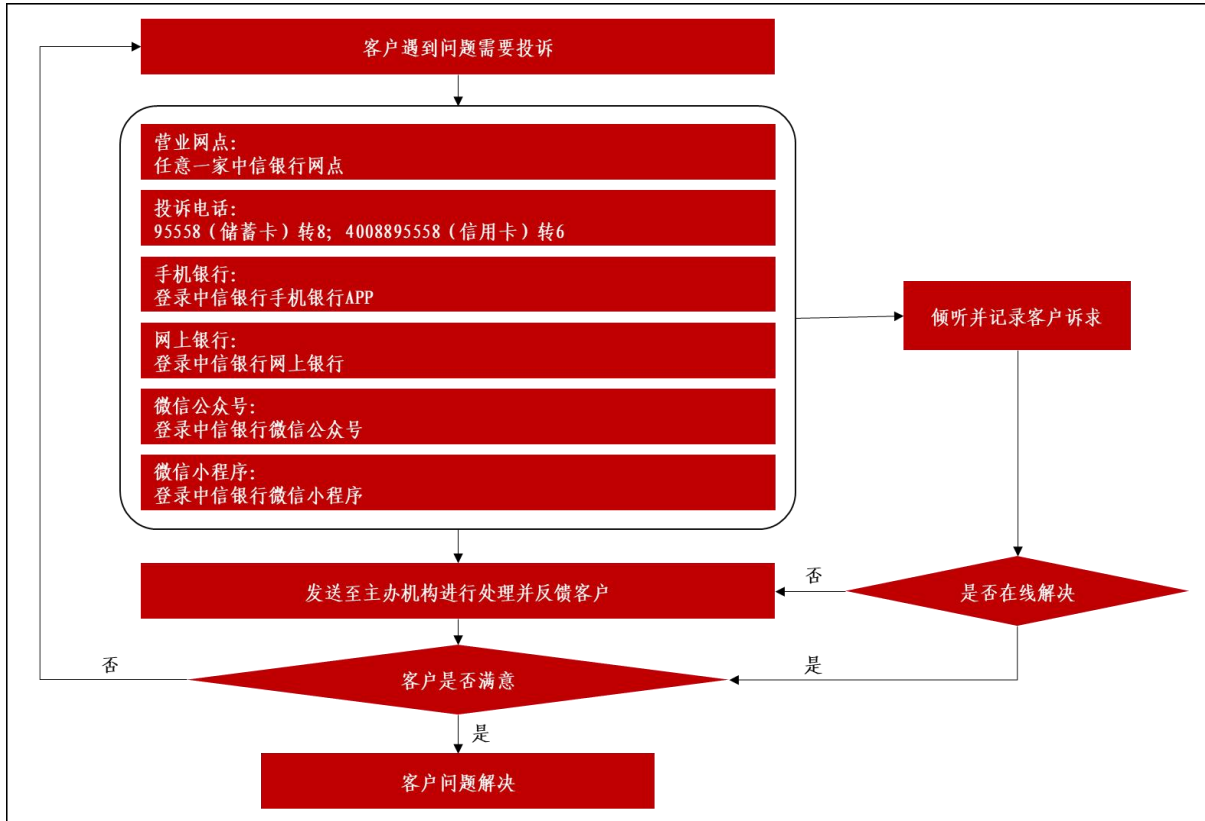 客户遇到问题需要投诉
营业网点:
任意一家中信银行网点
投诉电话:
95558(储蓄卡)转8; 4008895558(信用卡)转6
手机银行:
登录中信银行手机银行APP
网上银行:
登录中信银行网上银行
微信公众号:
登录中信银行微信公众号
微信小程序:
登录中信银行微信小程序
倾听并记录客户诉求
是否在线解决
否
发送至主办机构进行处理并反馈客户
是
客户是否满意
否
是
客户问题解决